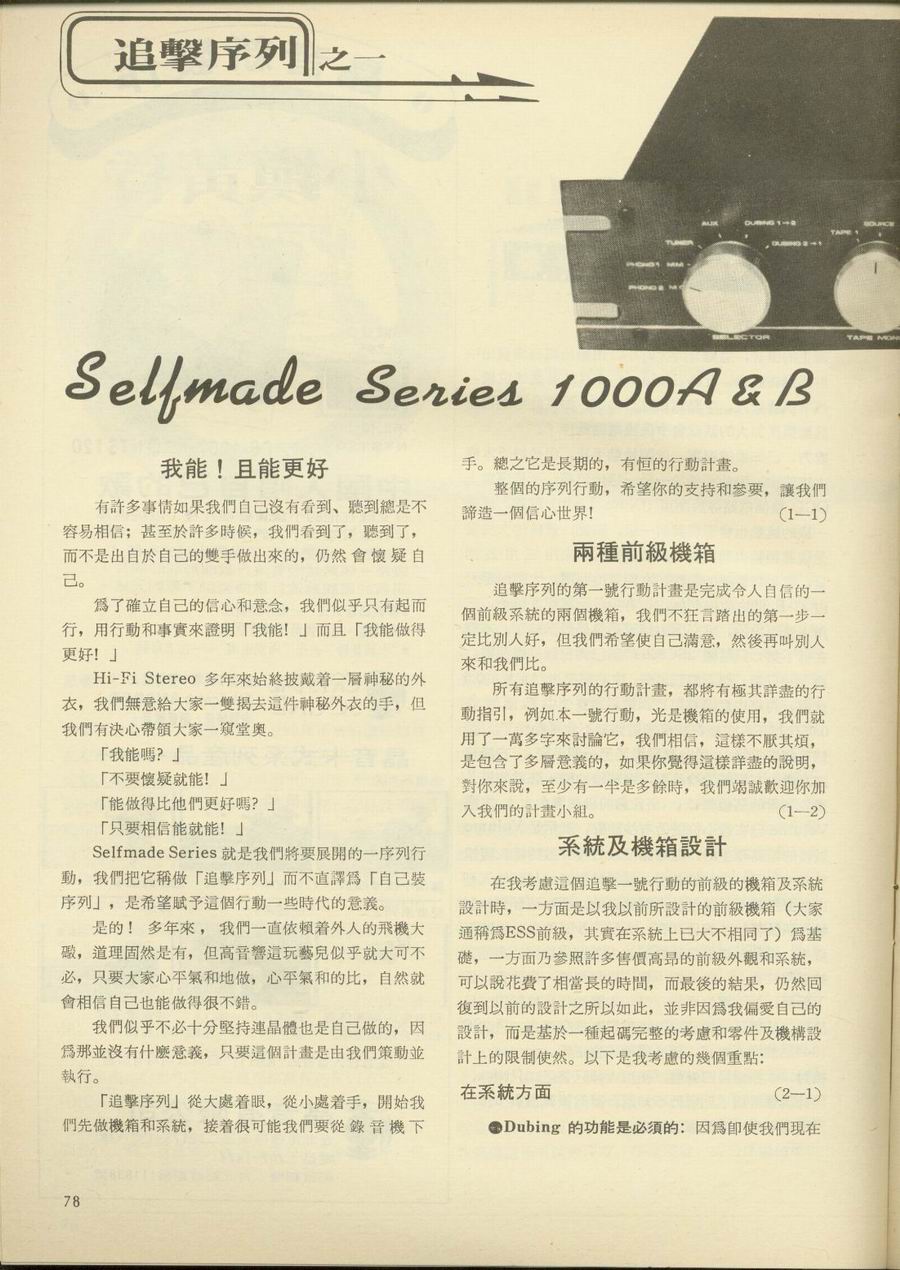 追擊序列之一
AUX
DUBING 1→2
TUNER
DUBING 2→1
PHONO 1 MM
PHONO 2 MC
SELECTOR
SOURCE
TAPE 1
TAPE MON
Selfmade Series 1000A & B
我能！且能更好
有許多事情如果我們自己沒有看到、聽到總是不
容易相信；甚至於許多時候，我們看到了，聽到了，
而不是出自於自己的雙手做出來的，仍然會懷疑自
己。
爲了確立自己的信心和意念，我們似乎只有起而
行，用行動和事實來證明「我能！」而且「我能做得
更好！」
Hi-Fi Stereo 多年來始終披戴着一層神秘的外
衣，我們無意給大家一雙揭去這件神秘外衣的手，但
我們有決心帶領大家一窺堂奧。
「我能嗎？」
「不要懷疑就能！」
「能做得比他們更好嗎？」
「只要相信能就能！」
Selfmade Series 就是我們將要展開的一序列行
動，我們把它稱做「追擊序列」而不直譯爲「自己裝
序列」，是希望賦予這個行動一些時代的意義。
是的！多年來，我們一直依賴着外人的飛機大
礮，道理固然是有，但高音響這玩藝兒似乎就大可不
必，只要大家心平氣和地做，心平氣和的比，自然就
會相信自己也能做得很不錯。
我們似乎不必十分堅持連晶體也是自己做的，因
爲那並沒有什麽意義，只要這個計畫是由我們策動並
執行。
「追擊序列」從大處着眼，從小處着手，開始我
們先做機箱和系統，接着很可能我們要從錄音機下
手。總之它是長期的，有恒的行動計畫。
整個的序列行動，希望你的支持和參要，讓我們
諦造一個信心世界！ (1—1)
兩種前級機箱
追擊序列的第一號行動計畫是完成令人自信的一
個前級系統的兩個機箱，我們不狂言踏出的第一步一
定比別人好，但我們希望使自己滿意，然後再叫別人
來和我們比。
所有追擊序列的行動計畫，都將有極其詳盡的行
動指引，例如本一號行動，光是機箱的使用，我們就
用了一萬多字來討論它，我們相信，這樣不厭其煩，
是包含了多層意義的，如果你覺得這樣詳盡的說明，
對你來說，至少有一半是多餘時，我們竭誠歡迎你加
入我們的計畫小組。 (1—2)
系統及機箱設計
在我考慮這個追擊一號行動的前級的機箱及系統
設計時，一方面是以我以前所設計的前級機箱（大家
通稱爲ESS前級，其實在系統上已大不相同了）爲基
礎，一方面乃參照許多售價高昂的前級外觀和系統，
可以說花費了相當長的時間，而最後的結果，仍然回
復到以前的設計之所以如此，並非因爲我偏愛自己的
設計，而是基於一種起碼完整的考慮和零件及機構設
計上的限制使然。以下是我考慮的幾個重點：
在系統方面 (2—1)
●Dubing 的功能是必須的：因爲卽使我們現在
78